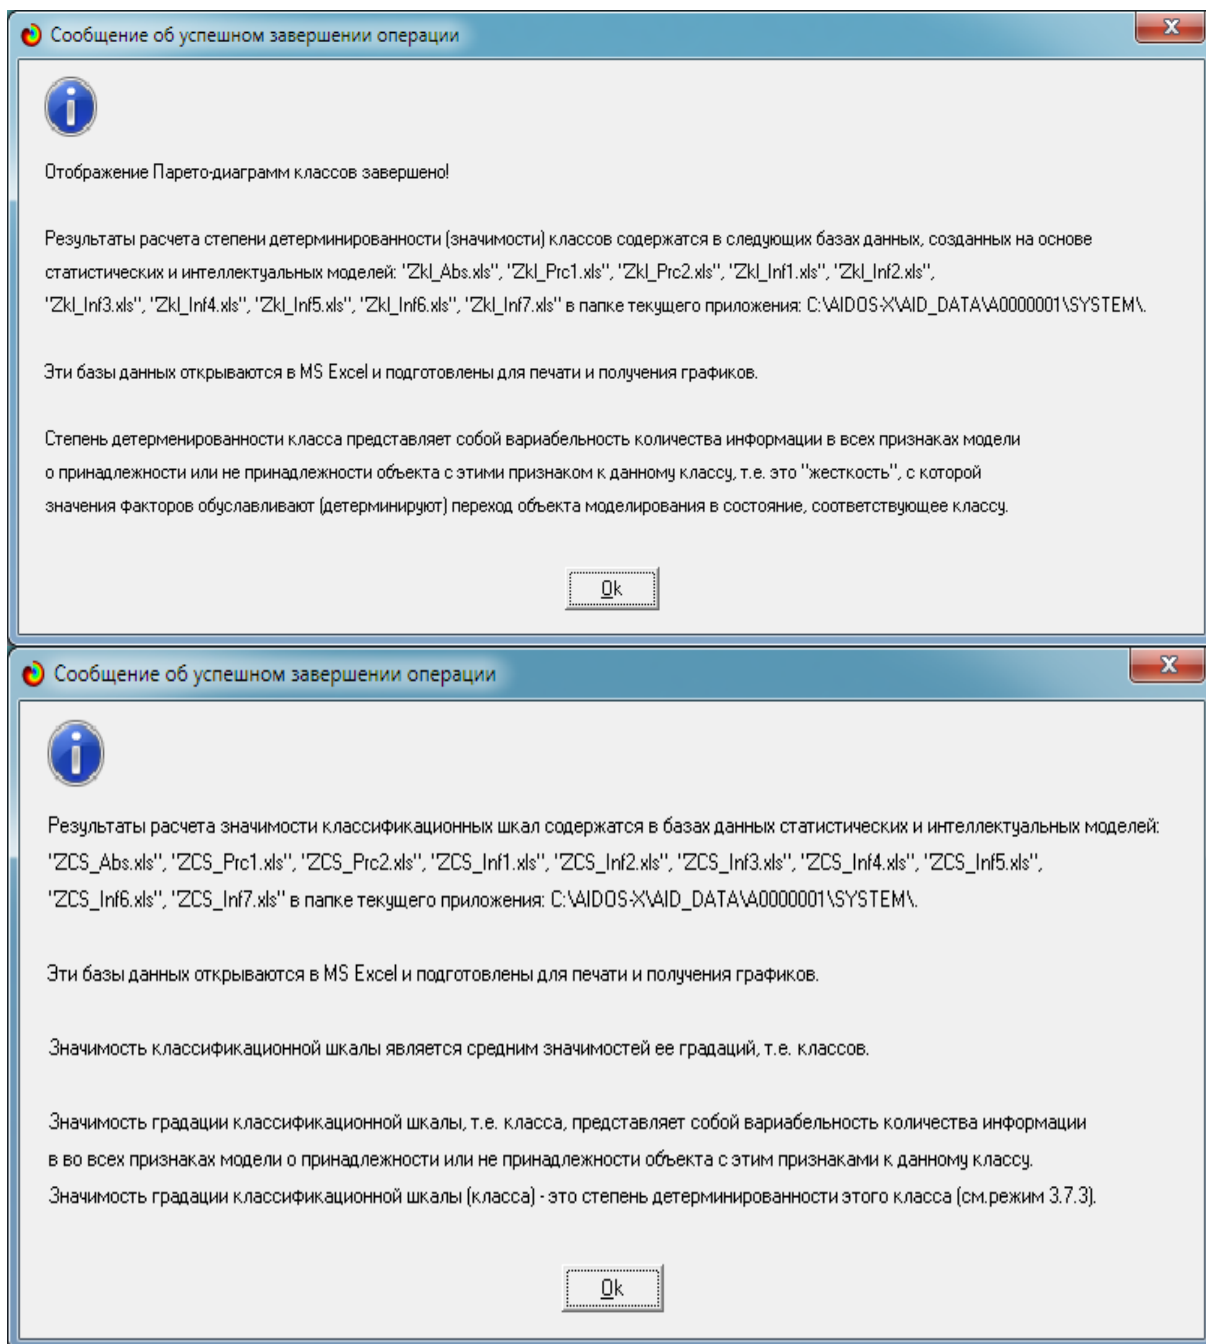 Сообщение об успешном завершении операции
Отображение Парето-диаграмм классов завершено!
Результаты расчета степени детерминированности (значимости) классов содержатся в следующих базах данных, созданных на основе
статистических и интеллектуальных моделей: "Zkl_Abs.xls", "Zkl_Prc1.xls", "Zkl_Prc2.xls", "Zkl_Inf1.xls", "Zkl_Inf2.xls",
"Zkl_Inf3.xls", "Zkl_Inf4.xls", "Zkl_Inf5.xls", "Zkl_Inf6.xls", "Zkl_Inf7.xls" в папке текущего приложения: C:\AIDOS-X\AID_DATA\A0000001\SYSTEM\.
Эти базы данных открываются в MS Excel и подготовлены для печати и получения графиков.
Степень детерменированности класса представляет собой вариабельность количества информации в всех признаках модели
о принадлежности или не принадлежности объекта с этими признаком к данному классу, т.е. это "жесткость", с которой
значения факторов обуславливают (детерминируют) переход объекта моделирования в состояние, соответствующее классу.
Ok
Сообщение об успешном завершении операции
Результаты расчета значимости классификационных шкал содержатся в базах данных статистических и интеллектуальных моделей:
"ZCS_Abs.xls", "ZCS_Prc1.xls", "ZCS_Prc2.xls", "ZCS_Inf1.xls", "ZCS_Inf2.xls", "ZCS_Inf3.xls", "ZCS_Inf4.xls", "ZCS_Inf5.xls",
"ZCS_Inf6.xls", "ZCS_Inf7.xls" в папке текущего приложения: C:\AIDOS-X\AID_DATA\A0000001\SYSTEM\.
Эти базы данных открываются в MS Excel и подготовлены для печати и получения графиков.
Значимость классификационной шкалы является средним значимостей ее градаций, т.е. классов.
Значимость градации классификационной шкалы, т.е. класса, представляет собой вариабельность количества информации
в во всех признаках модели о принадлежности или не принадлежности объекта с этим признаками к данному классу.
Значимость градации классификационной шкалы (класса) - это степень детерминированности этого класса (см.режим 3.7.3).
Ok